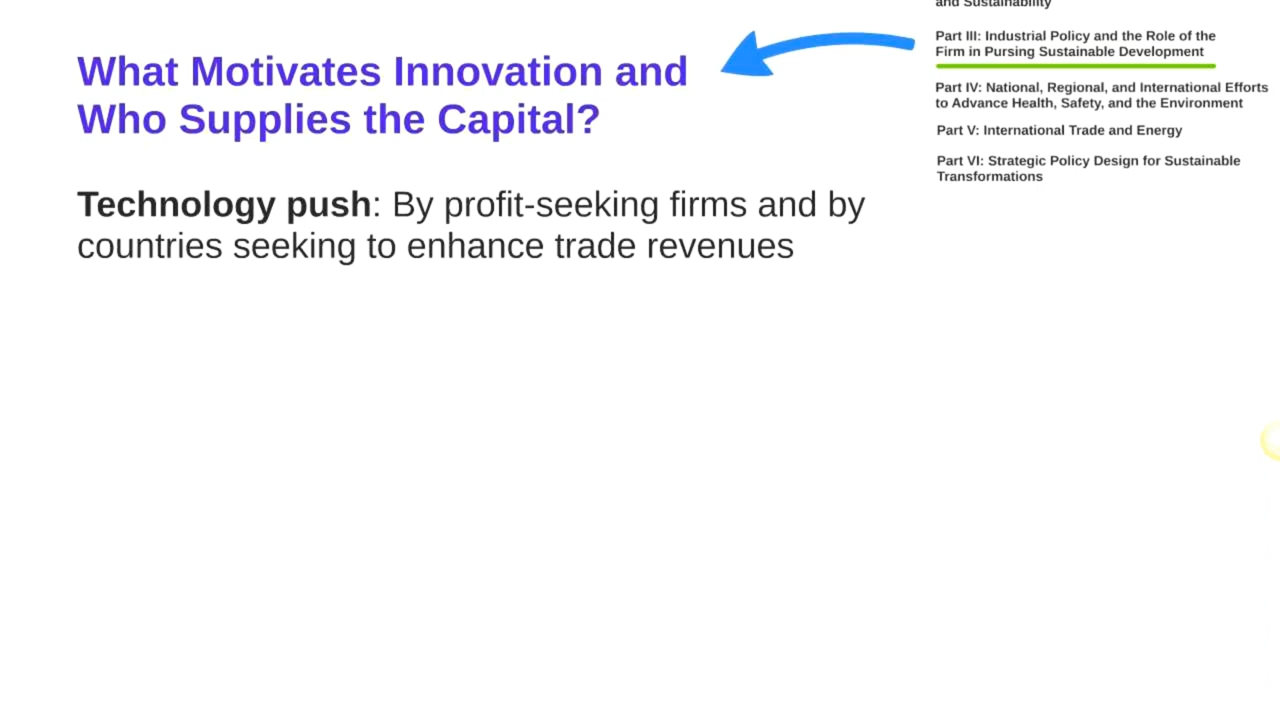 and Sustainability
Part III: Industrial Policy and the Role of the
Firm in Pursing Sustainable Development
Part IV: National, Regional, and International Efforts
to Advance Health, Safety, and the Environment
Part V: International Trade and Energy
Part VI: Strategic Policy Design for Sustainable
Transformations
What Motivates Innovation and
Who Supplies the Capital?
Technology push: By profit-seeking firms and by
countries seeking to enhance trade revenues